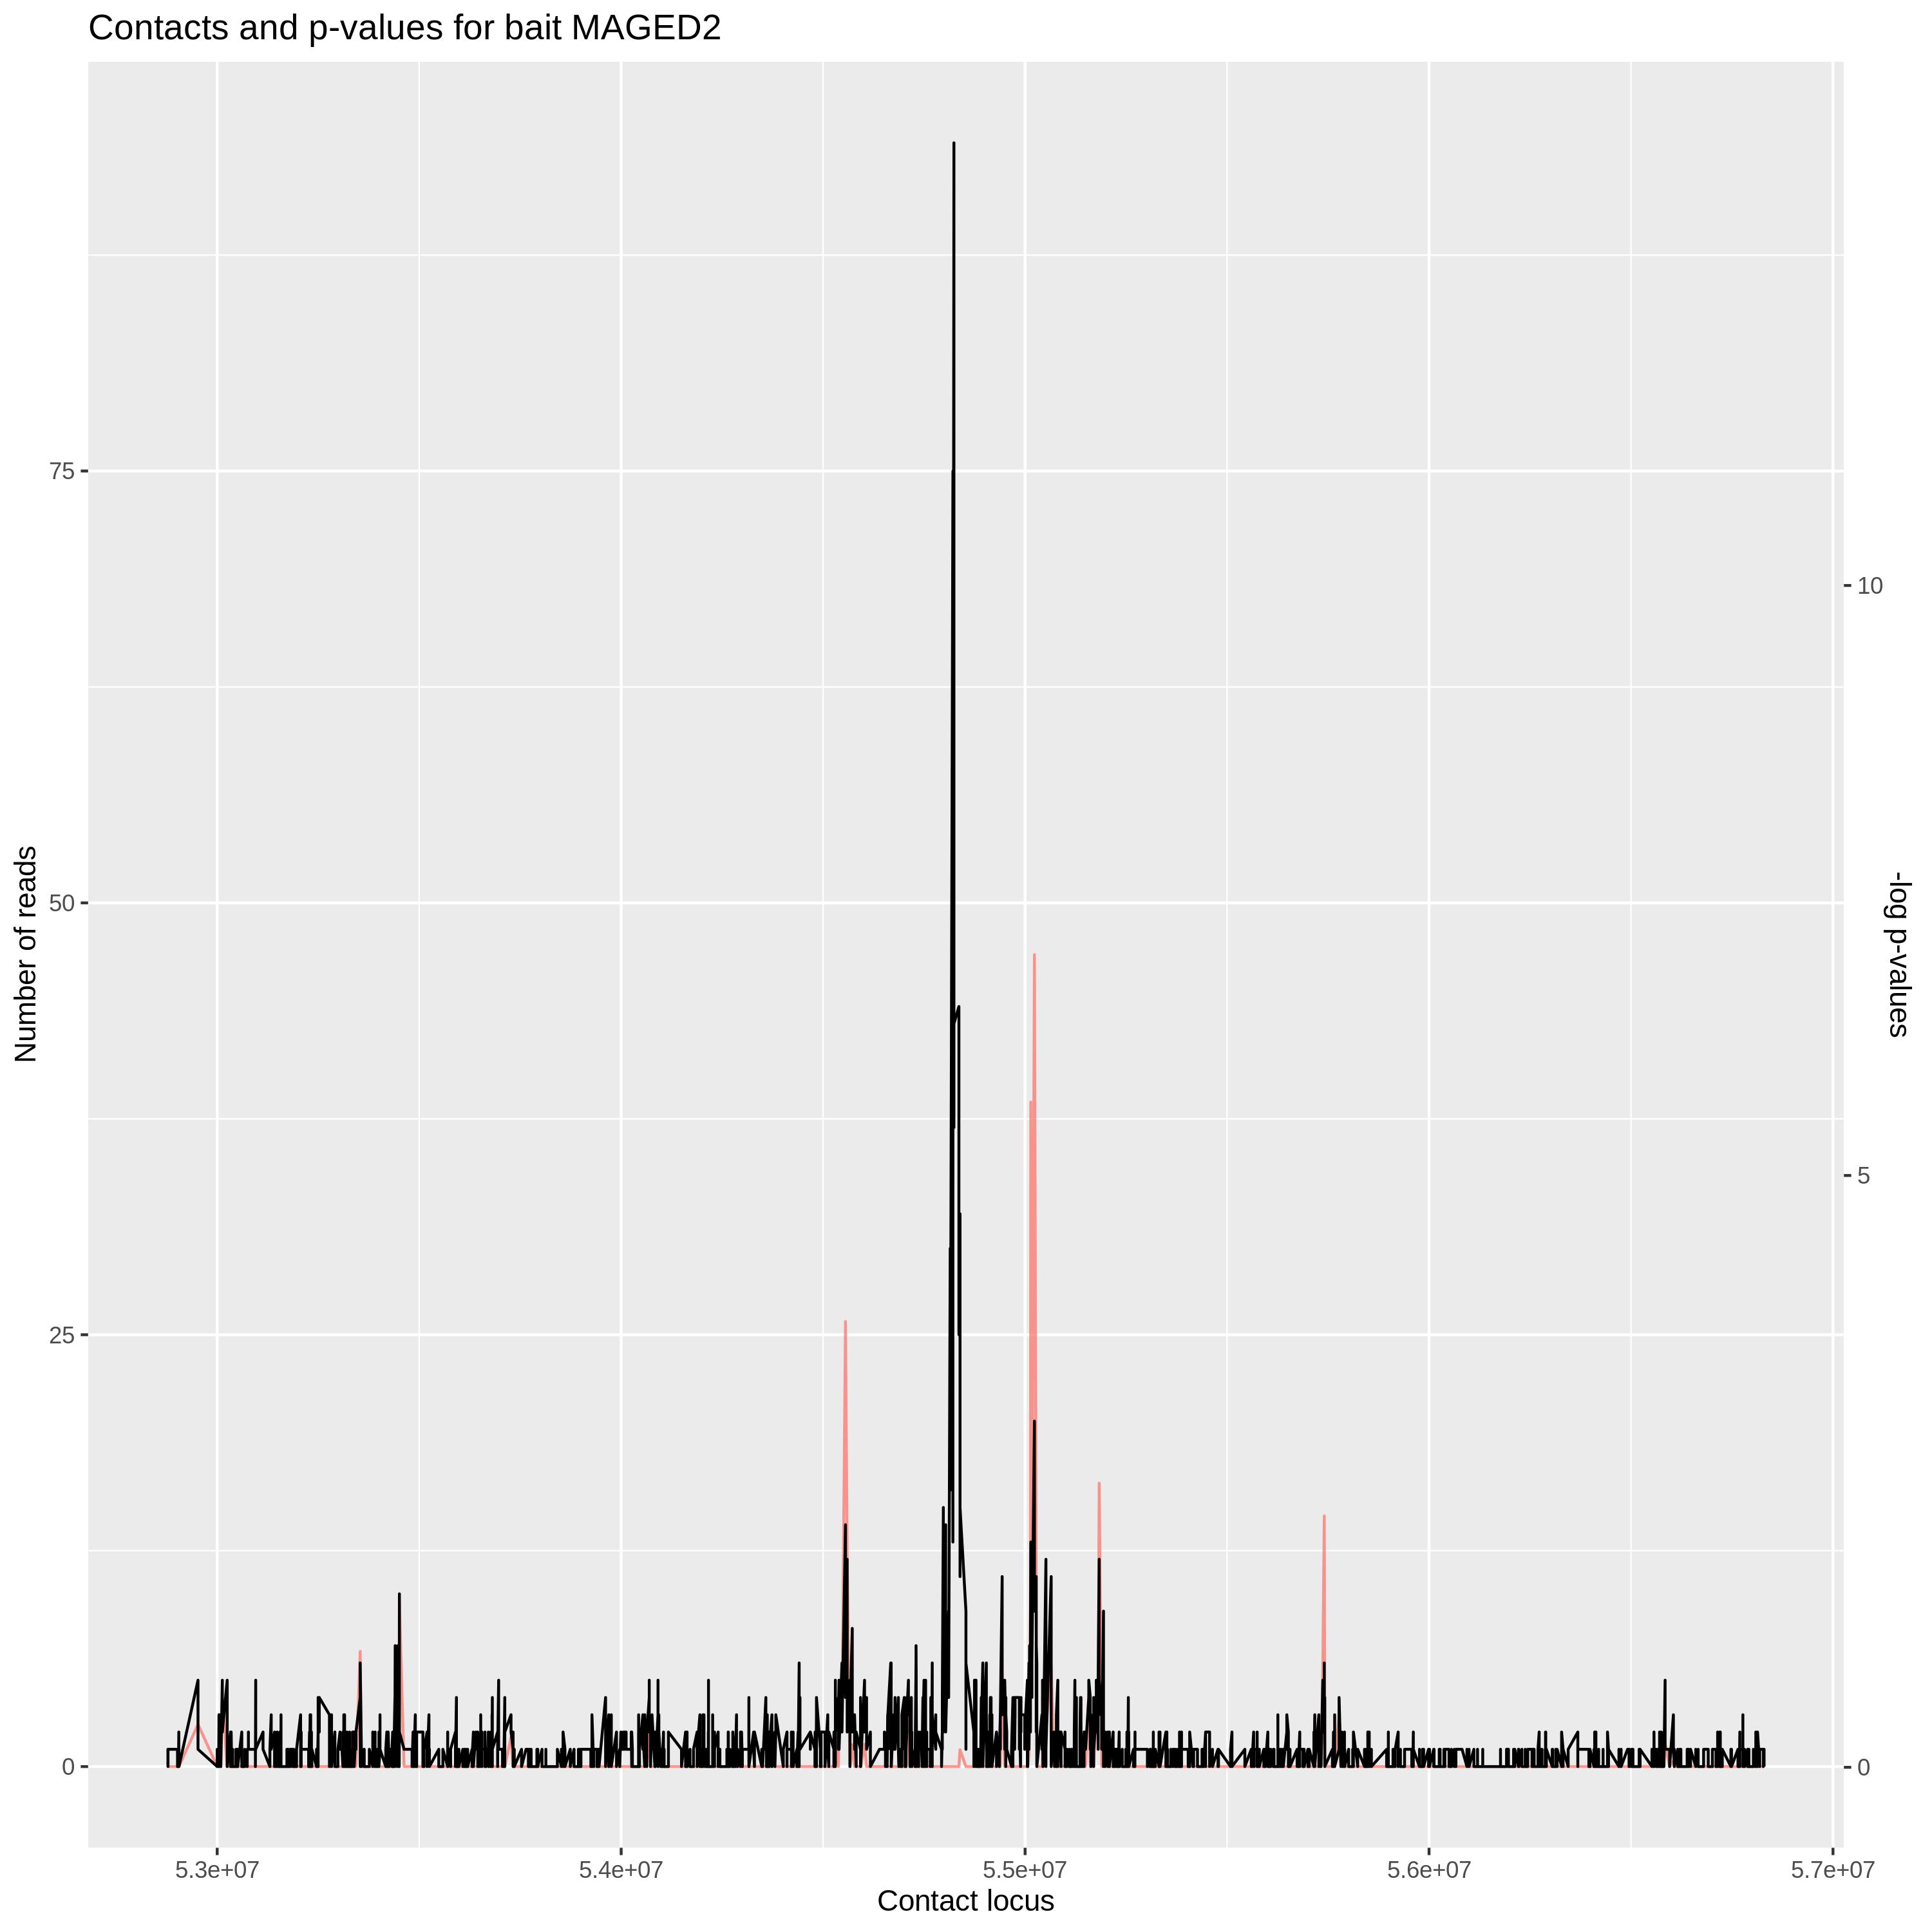 Contacts and p-values for bait MAGED2
75
50
25
0
10
5
0
Number of reads
-log p-values
5.3e+07 5.4e+07 5.5e+07 5.6e+07 5.7e+07
Contact locus